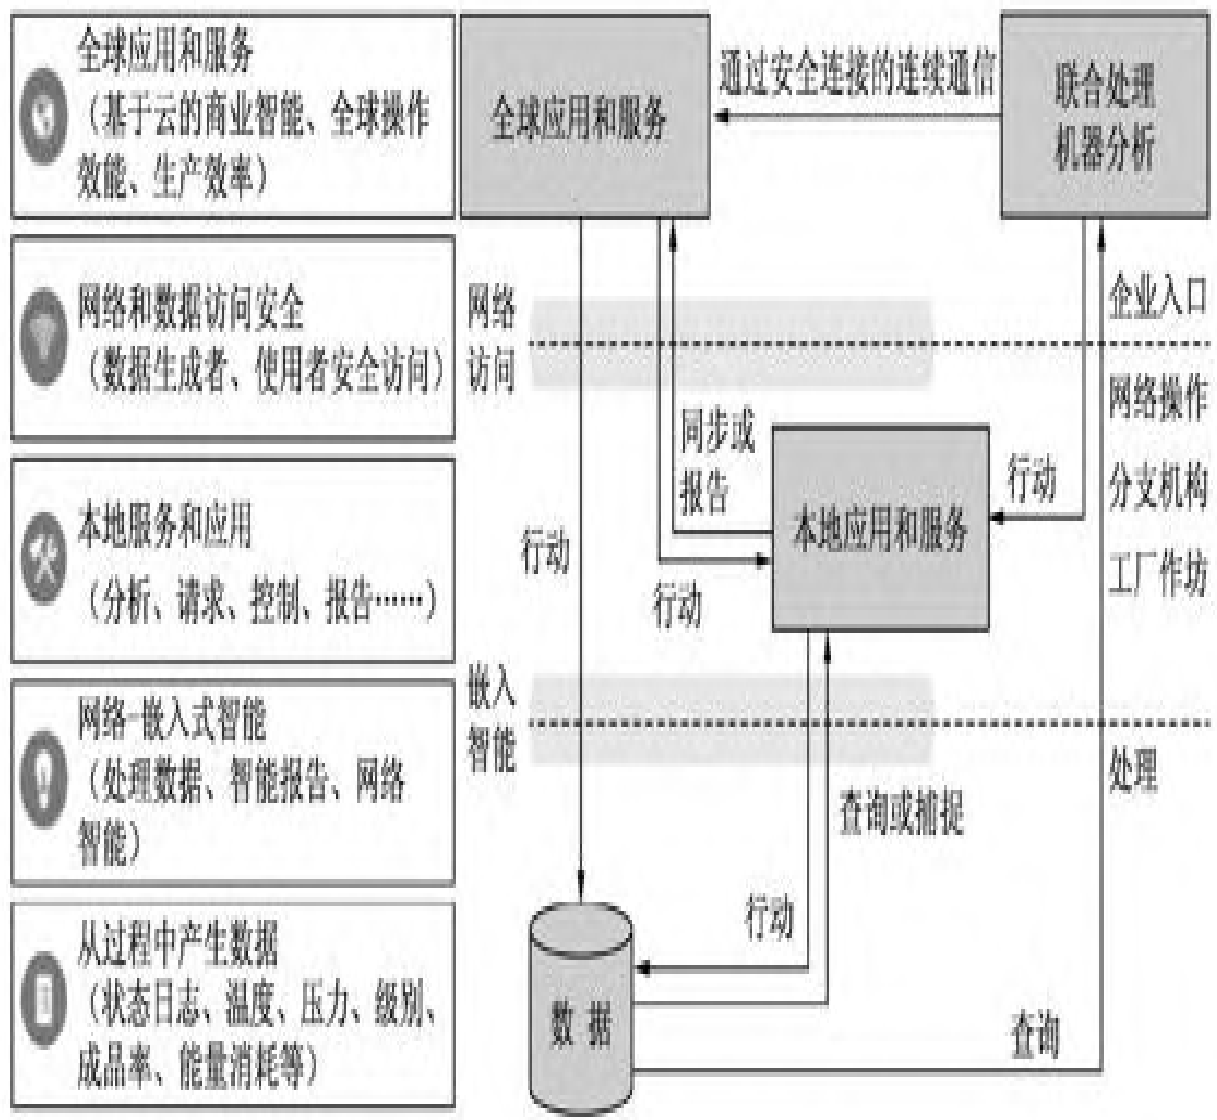 全球应用和服务
（基于云的商业智能、全球操作
效能、生产效率）
网络和数据访问安全
（数据生成者、使用者安全访问）
本地服务和应用
（分析、请求、控制、报告……）
网络-嵌入式智能
（处理数据、智能报告、网络
智能）
从过程中产生数据
（状态日志、温度、压力、级别、
成品率、能量消耗等）
全球应用和服务
通过安全连接的连续通信
联合处理
机器分析
网络
访问
企业入口
网络操作
分支机构
工厂作坊
同步或
报告
行动
本地应用和服务
行动
行动
嵌入
智能
处理
查询或捕捉
行动
数据
查询